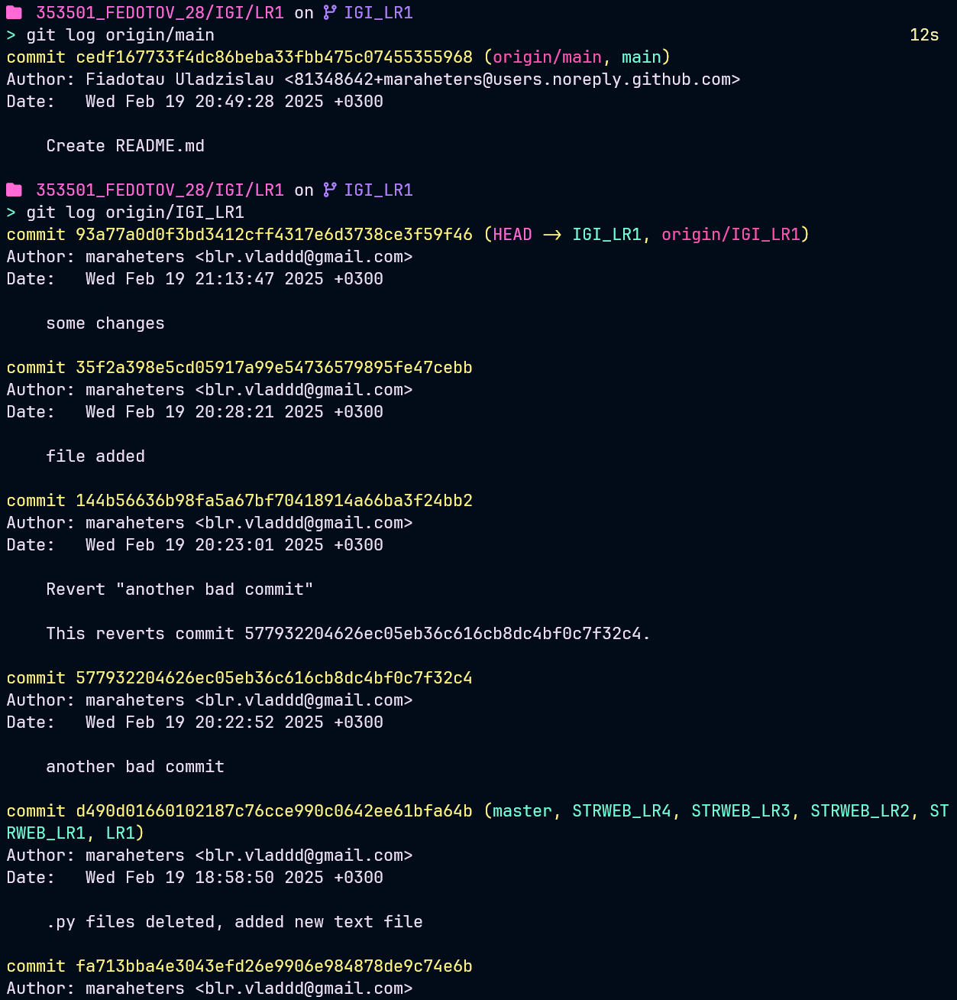 353501_FEDOTOV_28/IGI/LR1 on IGI_LR1
> git log origin/main 12s
commit cedf167733f4dc86beba33fbb475c07455355968 (origin/main, main)
Author: Fiadotau Uladzislau <81348642+maraheters@users.noreply.github.com>
Date:   Wed Feb 19 20:49:28 2025 +0300
Create README.md
353501_FEDOTOV_28/IGI/LR1 on IGI_LR1
> git log origin/IGI_LR1
commit 93a77a0d0f3bd3412cff4317e6d3738ce3f59f46 (HEAD -> IGI_LR1, origin/IGI_LR1)
Author: maraheters <blr.vladdd@gmail.com>
Date:   Wed Feb 19 21:13:47 2025 +0300
some changes
commit 35f2a398e5cd05917a99e54736579895fe47cebb
Author: maraheters <blr.vladdd@gmail.com>
Date:   Wed Feb 19 20:28:21 2025 +0300
file added
commit 144b56636b98fa5a67bf70418914a66ba3f24bb2
Author: maraheters <blr.vladdd@gmail.com>
Date:   Wed Feb 19 20:23:01 2025 +0300
Revert "another bad commit"
This reverts commit 577932204626ec05eb36c616cb8dc4bf0c7f32c4.
commit 577932204626ec05eb36c616cb8dc4bf0c7f32c4
Author: maraheters <blr.vladdd@gmail.com>
Date:   Wed Feb 19 20:22:52 2025 +0300
another bad commit
commit d490d01660102187c76cce990c0642ee61bfa64b (master, STRWEB_LR4, STRWEB_LR3, STRWEB_LR2, ST
RWEB_LR1, LR1)
Author: maraheters <blr.vladdd@gmail.com>
Date:   Wed Feb 19 18:58:50 2025 +0300
.py files deleted, added new text file
commit fa713bba4e3043efd26e9906e984878de9c74e6b
Author: maraheters <blr.vladdd@gmail.com>